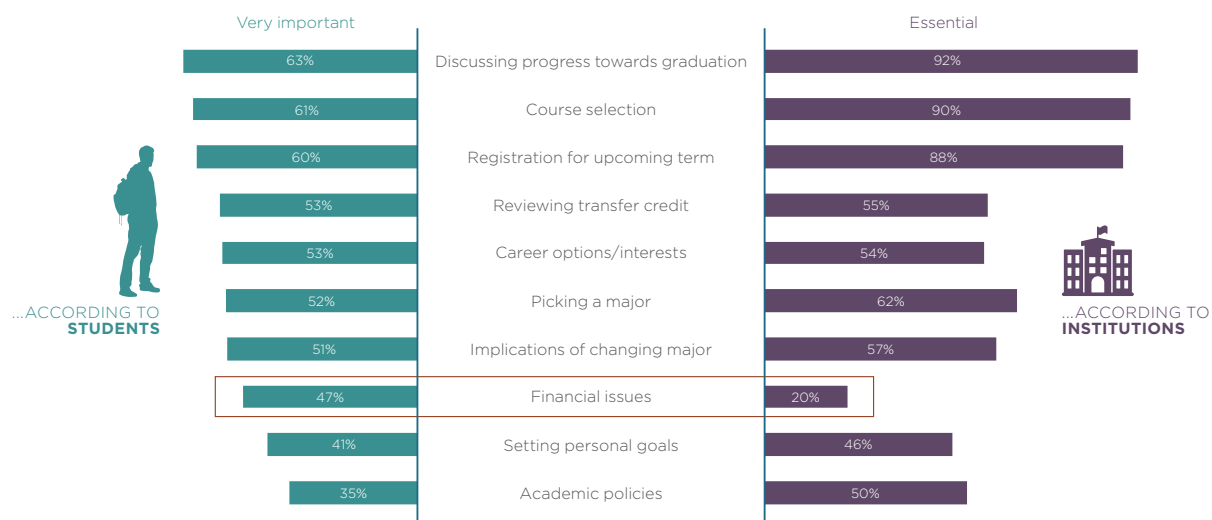 Very important
Essential
63% Discussing progress towards graduation 92%
61% Course selection 90%
60% Registration for upcoming term 88%
53% Reviewing transfer credit 55%
53% Career options/interests 54%
52% Picking a major 62%
...ACCORDING TO
STUDENTS
...ACCORDING TO
INSTITUTIONS
51% Implications of changing major 57%
47% Financial issues 20%
41% Setting personal goals 46%
35% Academic policies 50%